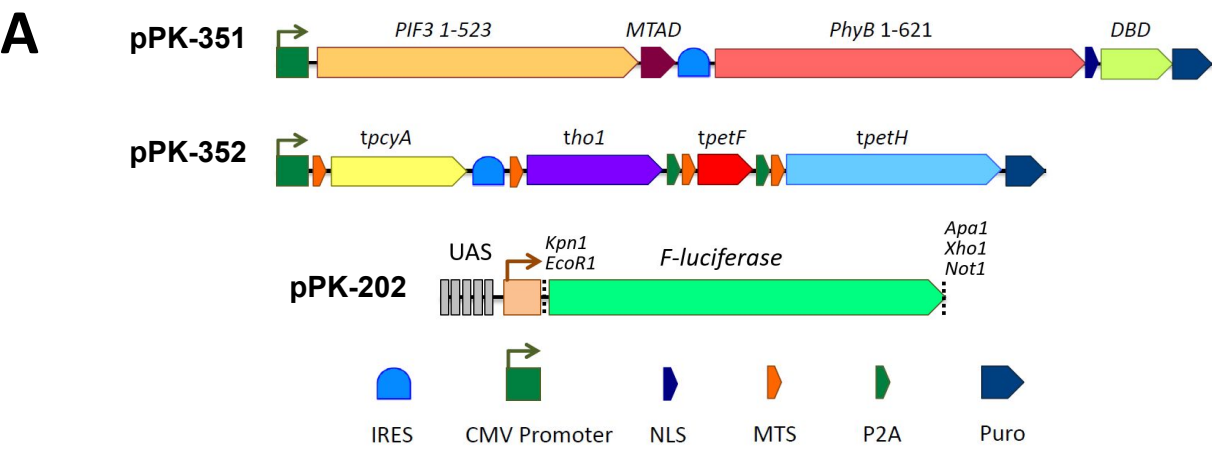 A
pPK-351
PIF3 1-523
MTAD
PhyB 1-621
DBD
pPK-352
tpcyA
tho1
tpetF
tpetH
pPK-202
UAS
Kpn1
EcoR1
F-luciferase
Apa1
Xho1
Not1
IRES
CMV Promoter
NLS
MTS
P2A
Puro